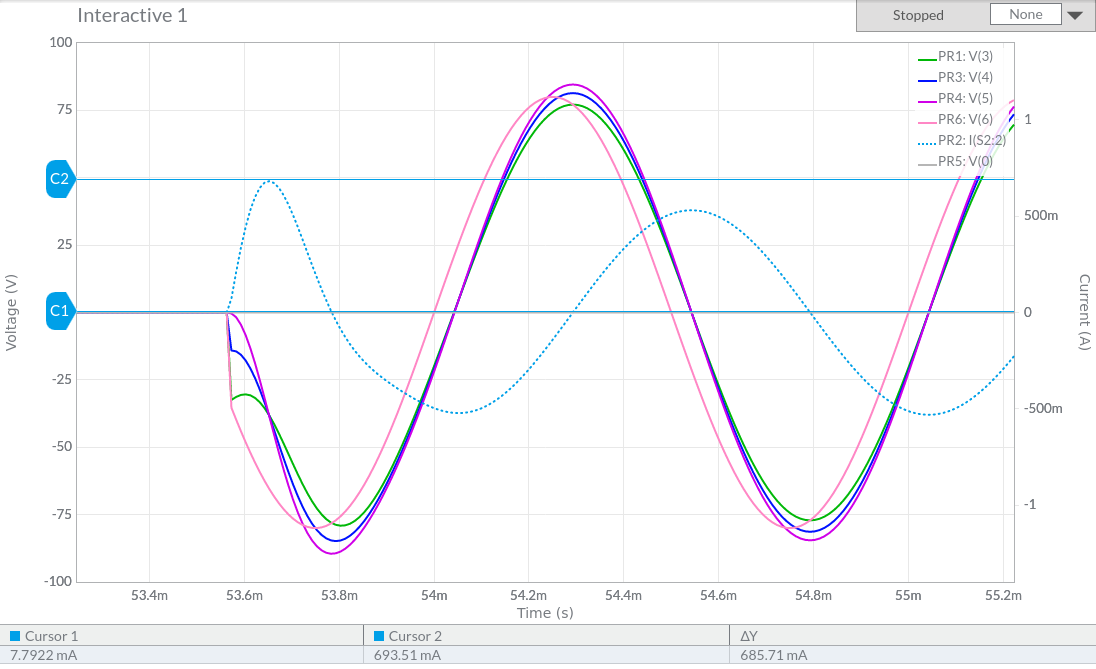 Interactive 1
Stopped
None
100
75
C2
25
C1
-25
-50
-75
-100
Voltage (V)
PR1: V(3)
PR3: V(4)
PR4: V(5)
PR6: V(6)
PR2: I(S2:2)
PR5: V(0)
1
500m
0
-500m
-1
Current (A)
53.4m 53.6m 53.8m 54m 54.2m 54.4m 54.6m 54.8m 55m 55.2m
Time (s)
Cursor 1 Cursor 2 ΔY
7.7922 mA 693.51 mA 685.71 mA